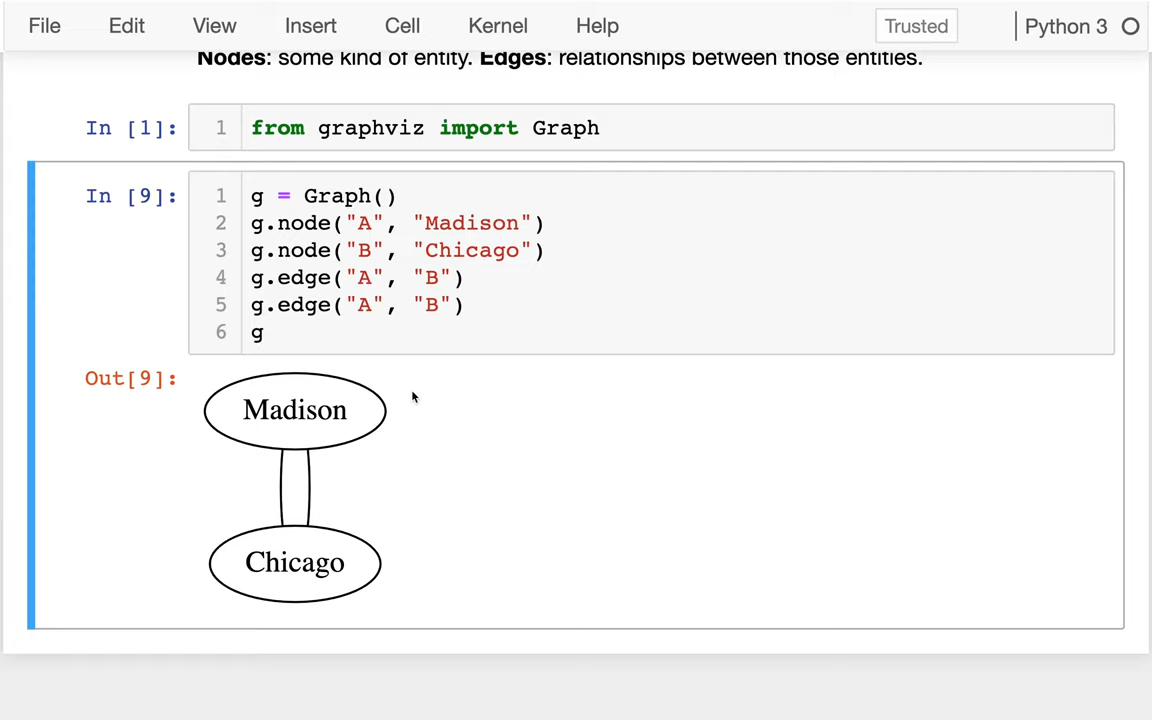 File Edit View Insert Cell Kernel Help Trusted Python 3
Nodes: some kind of entity. Edges: relationships between those entities.
In [1]: 1 from graphviz import Graph
In [9]: 1 g = Graph()
2 g.node("A", "Madison")
3 g.node("B", "Chicago")
4 g.edge("A", "B")
5 g.edge("A", "B")
6 g
Out[9]:
Madison
Chicago